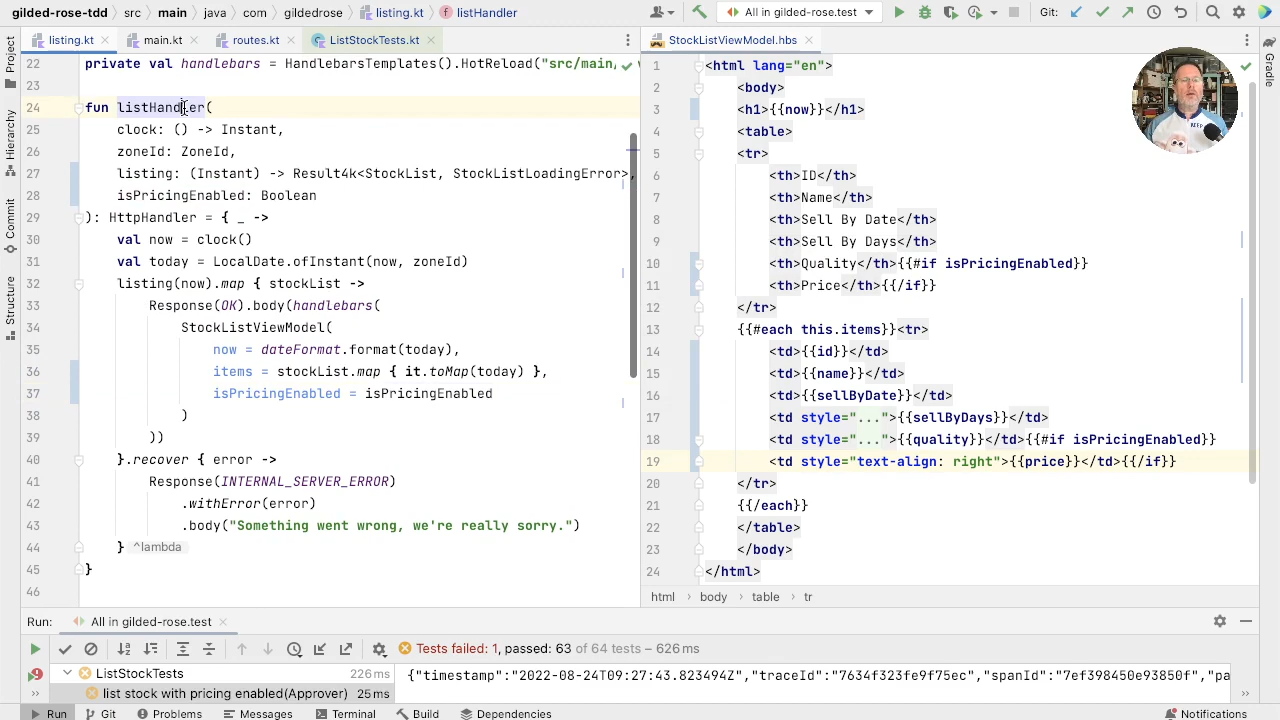 gilded-rose-tdd › src › main › java › com › gildedrose › listing.kt › listHandler
All in gilded-rose.test
Git:
listing.kt
main.kt
routes.kt
ListStockTests.kt
StockListViewModel.hbs
Project
Hierarchy
Commit
Structure
Gradle
22 private val handlebars = HandlebarsTemplates().HotReload("src/main/
23
24 fun listHandler(
25 clock: () -> Instant,
26 zoneId: ZoneId,
27 listing: (Instant) -> Result4k<StockList, StockListLoadingError>,
28 isPricingEnabled: Boolean
29 ): HttpHandler = { _ ->
30 val now = clock()
31 val today = LocalDate.ofInstant(now, zoneId)
32 listing(now).map { stockList ->
33 Response(OK).body(handlebars(
34 StockListViewModel(
35 now = dateFormat.format(today),
36 items = stockList.map { it.toMap(today) },
37 isPricingEnabled = isPricingEnabled
38 )
39 ))
40 }.recover { error ->
41 Response(INTERNAL_SERVER_ERROR)
42 .withError(error)
43 .body("Something went wrong, we're really sorry.")
44 } ^lambda
45 }
46
1 <html lang="en">
2 <body>
3 <h1>{{now}}</h1>
4 <table>
5 <tr>
6 <th>ID</th>
7 <th>Name</th>
8 <th>Sell By Date</th>
9 <th>Sell By Days</th>
10 <th>Quality</th>{{#if isPricingEnabled}}
11 <th>Price</th>{{/if}}
12 </tr>
13 {{#each this.items}}<tr>
14 <td>{{id}}</td>
15 <td>{{name}}</td>
16 <td>{{sellByDate}}</td>
17 <td style="...">{{sellByDays}}</td>
18 <td style="...">{{quality}}</td>{{#if isPricingEnabled}}
19 <td style="text-align: right">{{price}}</td>{{/if}}
20 </tr>
21 {{/each}}
22 </table>
23 </body>
24 </html>
html › body › table › tr
Run: All in gilded-rose.test
Tests failed: 1, passed: 63 of 64 tests – 626 ms
ListStockTests 226 ms
list stock with pricing enabled(Approver) 25 ms
{"timestamp":"2022-08-24T09:27:43.823494Z","traceId":"7634f323fe9f75ec","spanId":"7ef398450e93850f","pa
Run
Git
Problems
Messages
Terminal
Build
Dependencies
Notifications